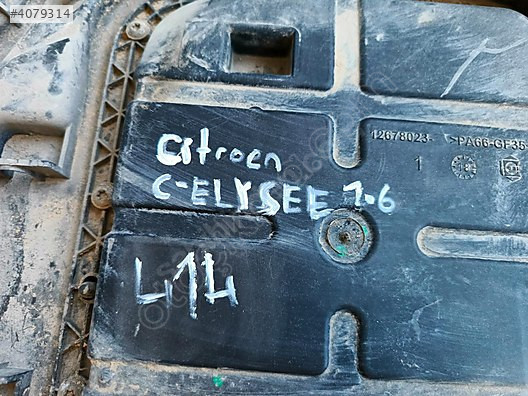 #4079314
12678023
>PA66-GF35
1
Citroen
C-ELYSEE 1.6
414